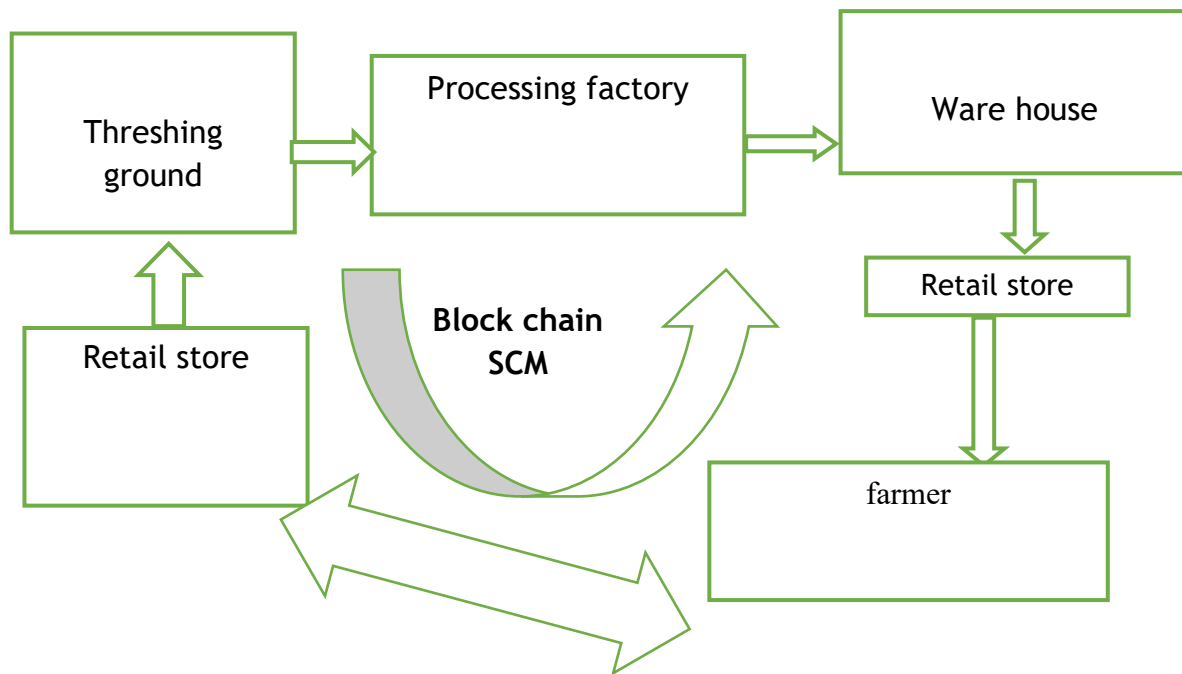 Threshing
ground
Processing factory
Ware house
Retail store
Block chain
SCM
Retail store
farmer